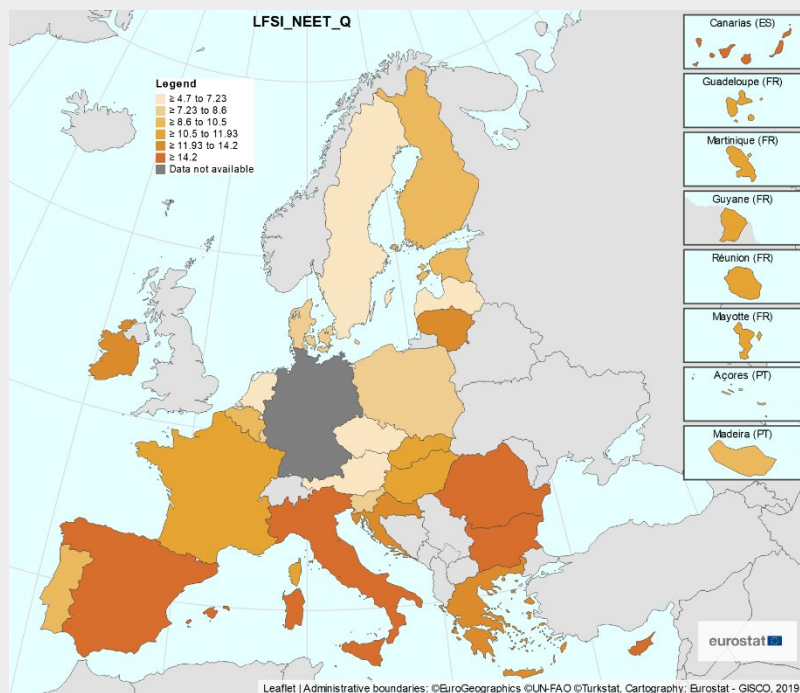 LFSI_NEET_Q
Legend
≥ 4.7 to 7.23
≥ 7.23 to 8.6
≥ 8.6 to 10.5
≥ 10.5 to 11.93
≥ 11.93 to 14.2
≥ 14.2
Data not available
Canarias (ES)
Guadeloupe (FR)
Martinique (FR)
Guyane (FR)
Réunion (FR)
Mayotte (FR)
Açores (PT)
Madeira (PT)
eurostat
Leaflet | Administrative boundaries: ©EuroGeographics ©UN-FAO ©Turkstat, Cartography: Eurostat - GISCO, 2019